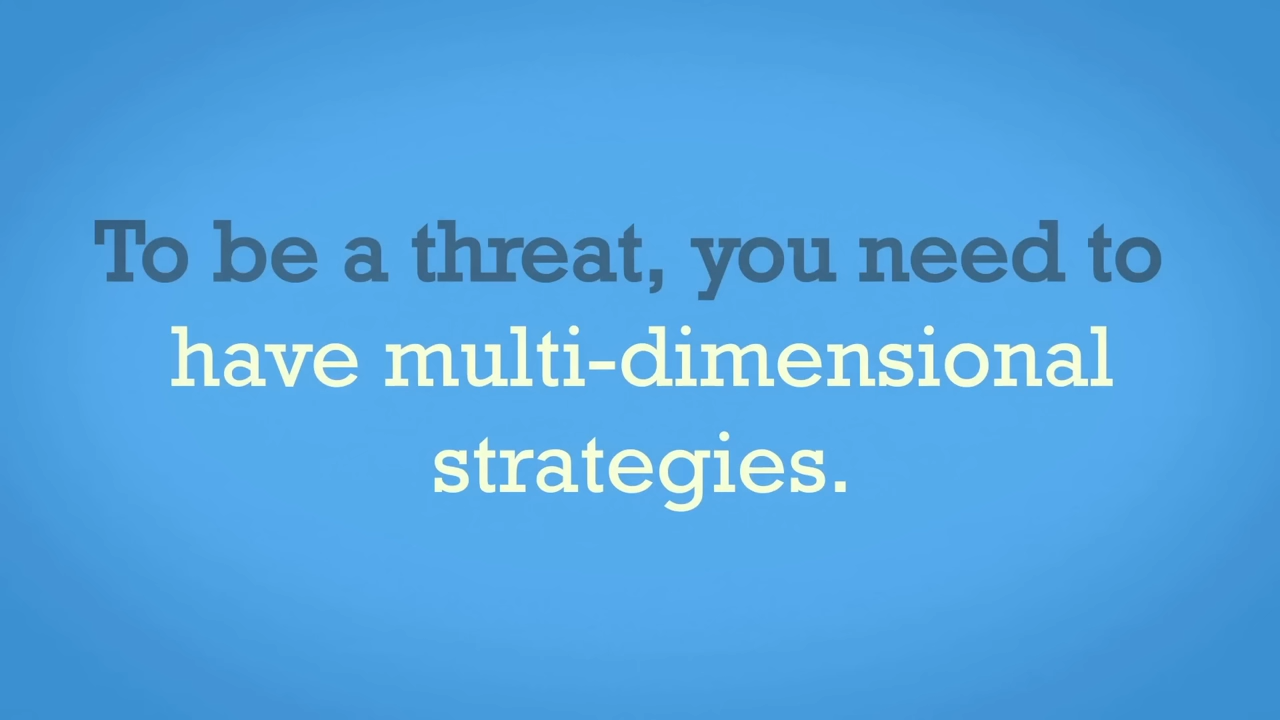 To be a threat, you need to
have multi-dimensional
strategies.